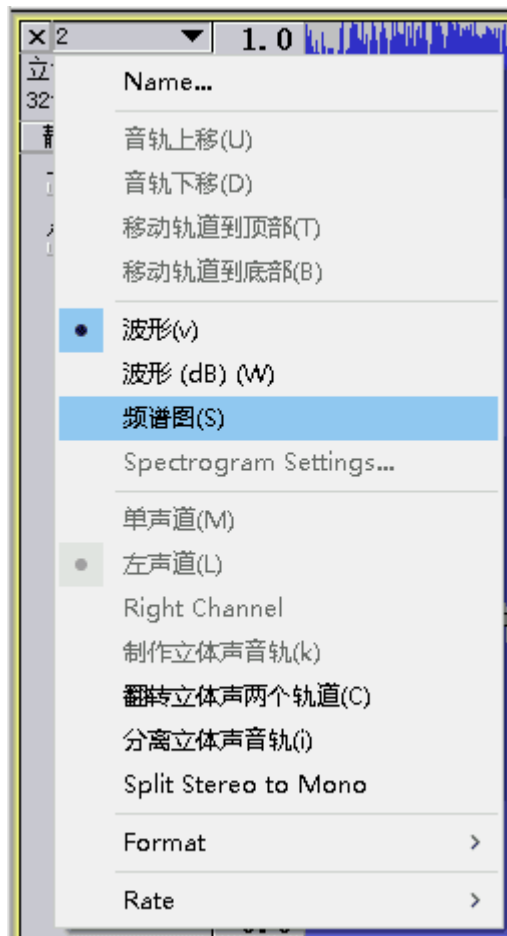 2
1.0
立
32
Name...
音轨上移(U)
音轨下移(D)
移动轨道到顶部(T)
移动轨道到底部(B)
波形(v)
波形 (dB) (W)
频谱图(S)
Spectrogram Settings...
单声道(M)
左声道(L)
Right Channel
制作立体声音轨(k)
翻转立体声两个轨道(C)
分离立体声音轨(i)
Split Stereo to Mono
Format
Rate